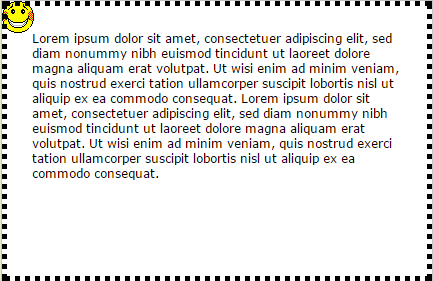 Lorem ipsum dolor sit amet, consectetuer adipiscing elit, sed
diam nonummy nibh euismod tincidunt ut laoreet dolore
magna aliquam erat volutpat. Ut wisi enim ad minim veniam,
quis nostrud exerci tation ullamcorper suscipit lobortis nisl ut
aliquip ex ea commodo consequat. Lorem ipsum dolor sit
amet, consectetuer adipiscing elit, sed diam nonummy nibh
euismod tincidunt ut laoreet dolore magna aliquam erat
volutpat. Ut wisi enim ad minim veniam, quis nostrud exerci
tation ullamcorper suscipit lobortis nisl ut aliquip ex ea
commodo consequat.